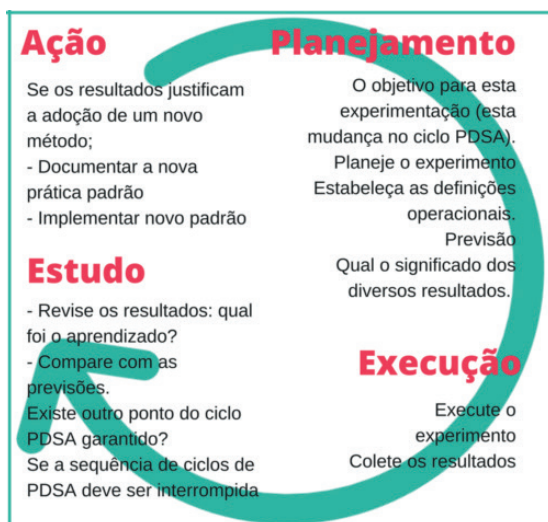 Ação
Se os resultados justificam
a adoção de um novo
método;
- Documentar a nova
prática padrão
- Implementar novo padrão
Planejamento
O objetivo para esta
experimentação (esta
mudança no ciclo PDSA).
Planeje o experimento
Estabeleça as definições
operacionais.
Previsão
Qual o significado dos
diversos resultados.
Estudo
- Revise os resultados: qual
foi o aprendizado?
- Compare com as
previsões.
Existe outro ponto do ciclo
PDSA garantido?
Se a sequência de ciclos de
PDSA deve ser interrompida
Execução
Execute o
experimento
Colete os resultados